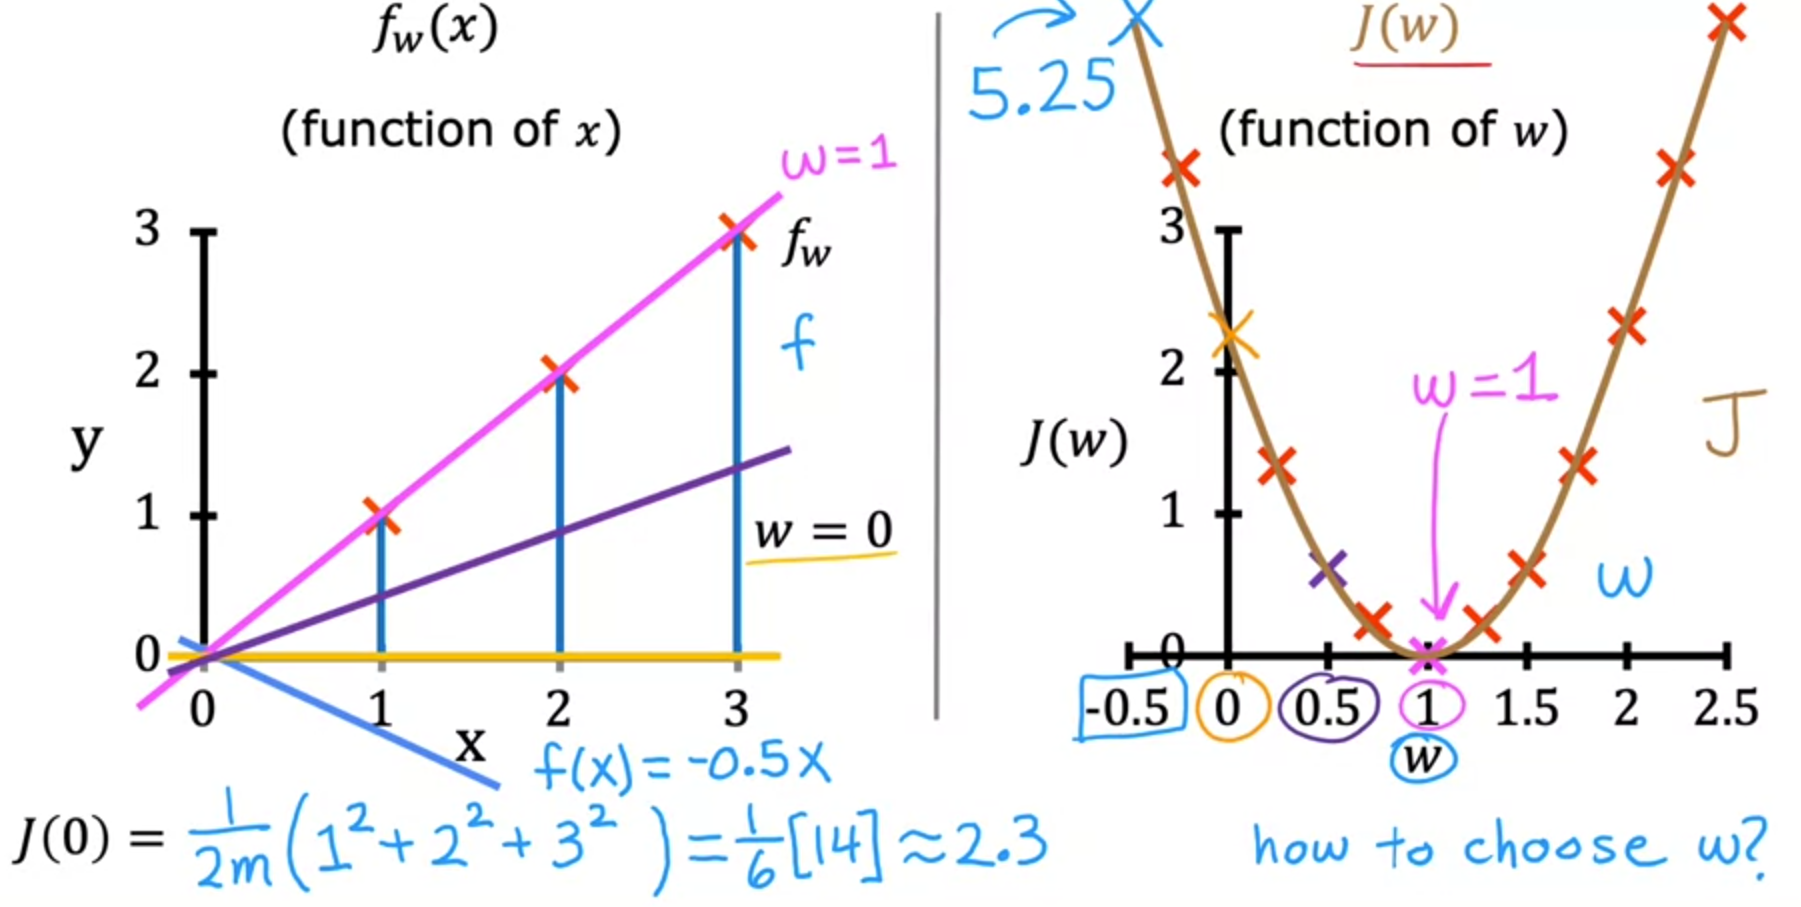 f_w(x)
(function of x)
w=1
3
f_w
f
2
y
1
w = 0
0
0 1 2 3
x
f(x)=-0.5x
J(0) = \frac{1}{2m}(1²+2²+3²)=\frac{1}{6}[14]≈2.3
5.25
J(w)
(function of w)
3
2
w=1
J
J(w)
1
w
0
-0.5 0 0.5 1 1.5 2 2.5
w
how to choose w?